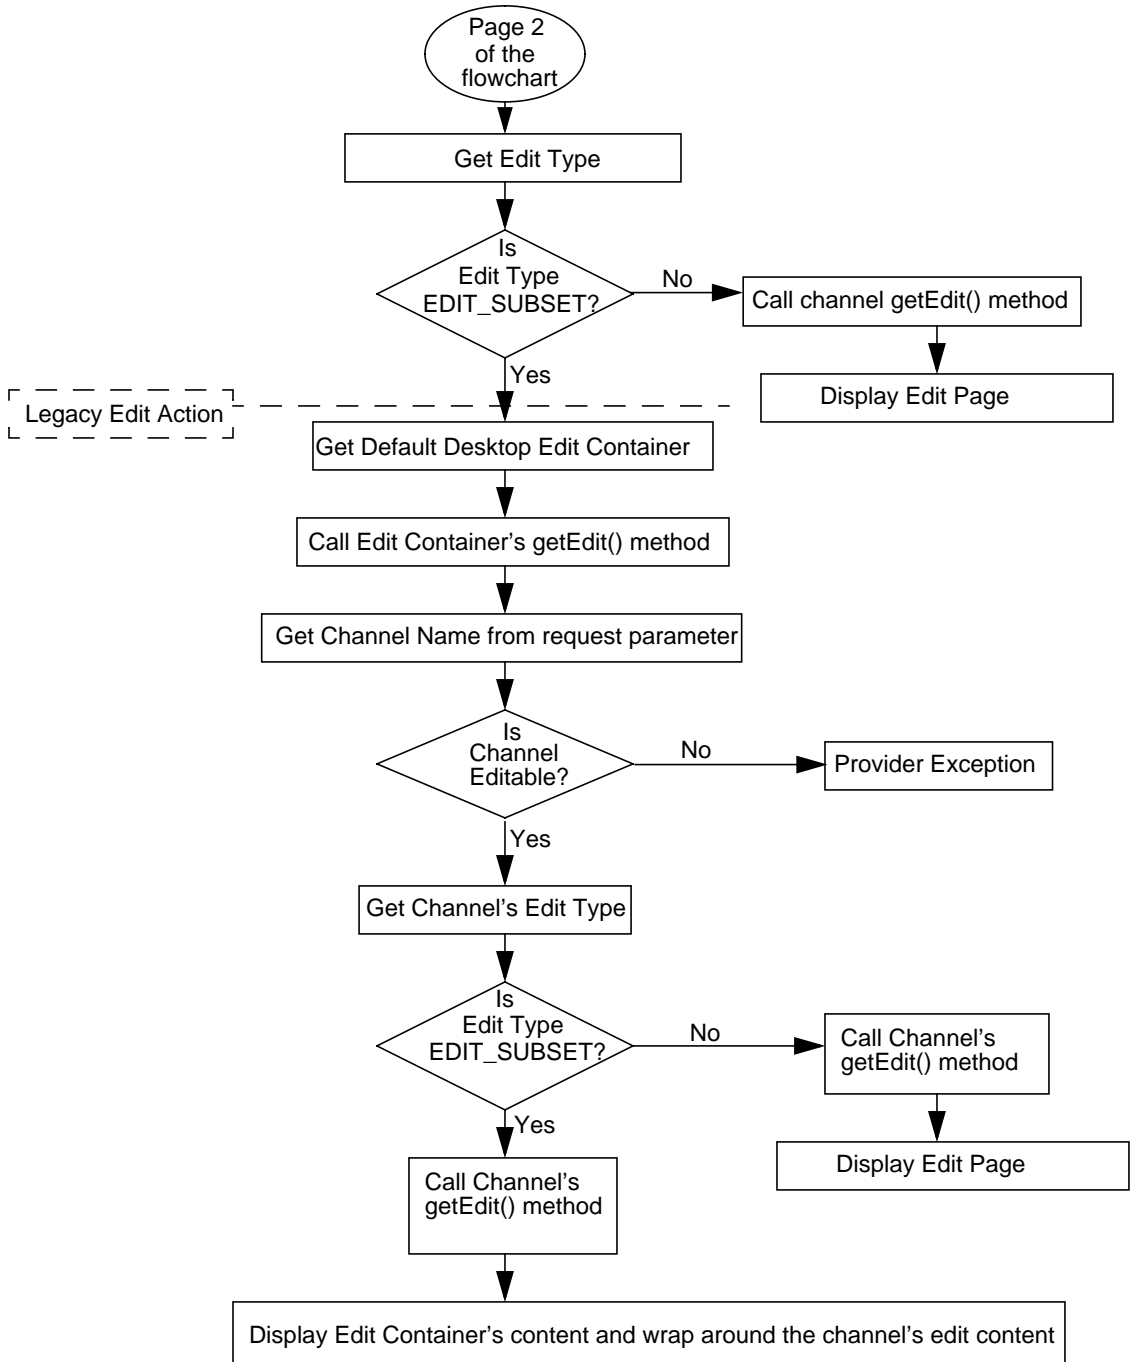 Page 2
of the
flowchart
Get Edit Type
Is
Edit Type
EDIT_SUBSET?
No
Call channel getEdit() method
Yes
Display Edit Page
Legacy Edit Action
Get Default Desktop Edit Container
Call Edit Container's getEdit() method
Get Channel Name from request parameter
Is
Channel
Editable?
No
Provider Exception
Yes
Get Channel's Edit Type
Is
Edit Type
EDIT_SUBSET?
No
Call Channel's
getEdit() method
Yes
Display Edit Page
Call Channel's
getEdit() method
Display Edit Container's content and wrap around the channel's edit content